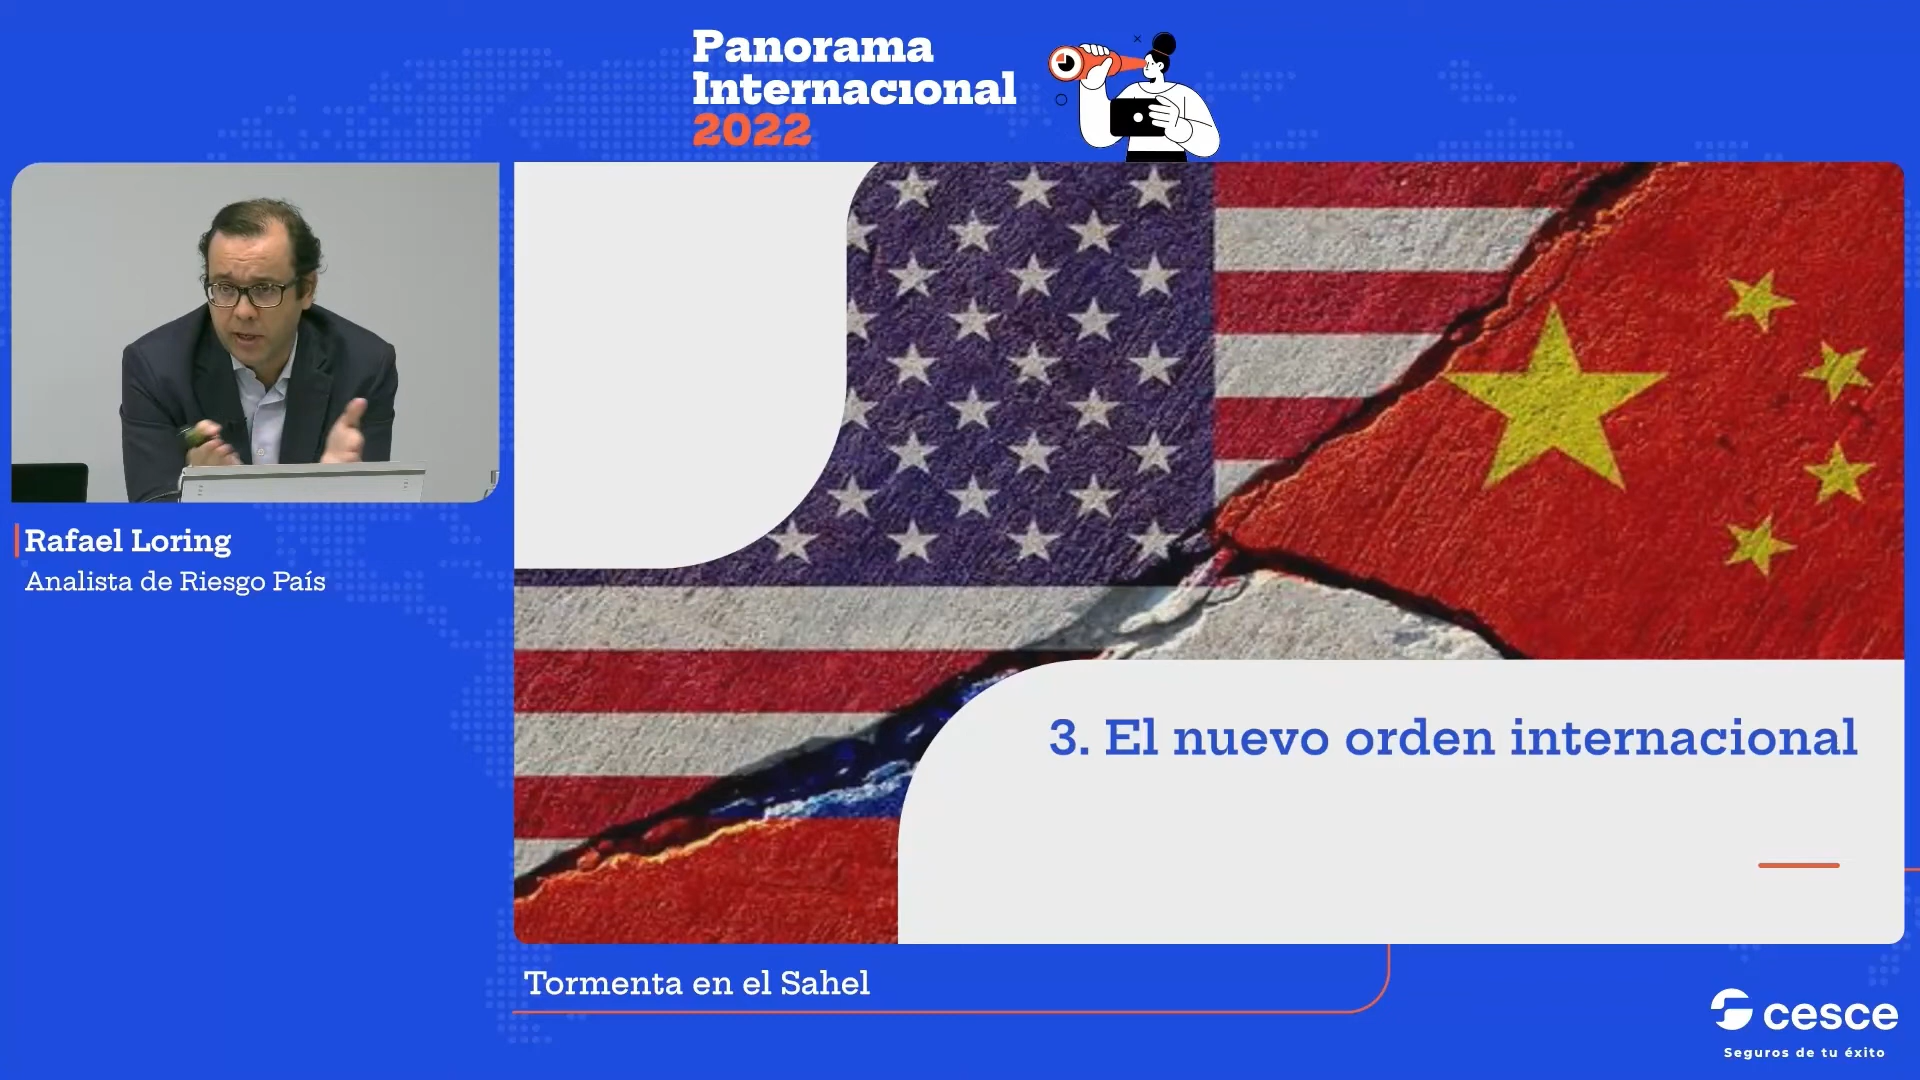 Panorama
Internacional
2022
Rafael Loring
Analista de Riesgo País
3. El nuevo orden internacional
Tormenta en el Sahel
cesce
Seguros de tu éxito